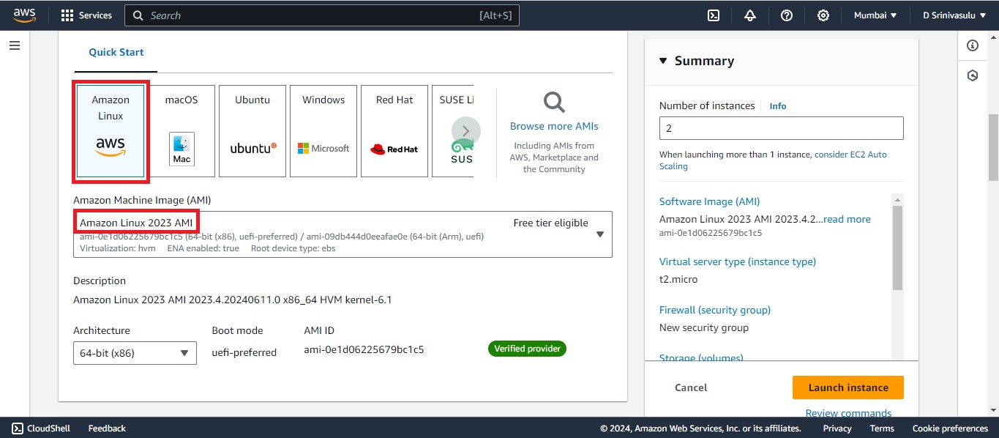 aws
Services
Search
[Alt+S]
Mumbai
D Srinivasulu
Quick Start
Amazon
Linux
aws
macOS
Mac
Ubuntu
ubuntu
Windows
Microsoft
Red Hat
Red Hat
SUSE Li
SUS
Browse more AMIs
Including AMIs from
AWS, Marketplace and
the Community
Amazon Machine Image (AMI)
Amazon Linux 2023 AMI
Free tier eligible
ami-0e1d06225679bc1c5 (64-bit (x86), uefi-preferred) / ami-09db444d0eeafae0e (64-bit (Arm), uefi)
Virtualization: hvm ENA enabled: true Root device type: ebs
Description
Amazon Linux 2023 AMI 2023.4.20240611.0 x86_64 HVM kernel-6.1
Architecture
64-bit (x86)
Boot mode
uefi-preferred
AMI ID
ami-0e1d06225679bc1c5
Verified provider
Summary
Number of instances
Info
2
When launching more than 1 instance, consider EC2 Auto
Scaling
Software Image (AMI)
Amazon Linux 2023 AMI 2023.4.2...read more
ami-0e1d06225679bc1c5
Virtual server type (instance type)
t2.micro
Firewall (security group)
New security group
Storage (volumes)
Cancel
Launch instance
Review commands
CloudShell
Feedback
© 2024, Amazon Web Services, Inc. or its affiliates.
Privacy
Terms
Cookie preferences